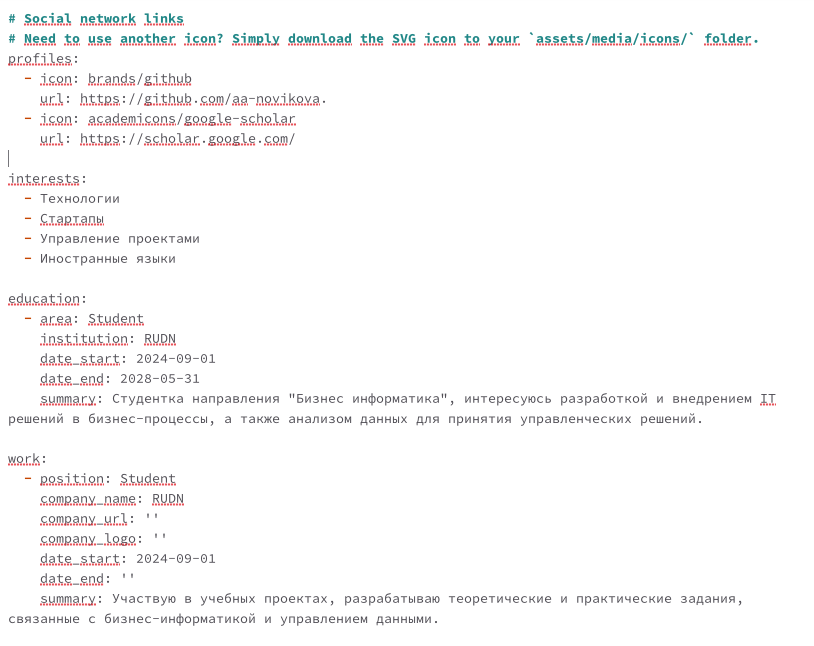 # Social network links
# Need to use another icon? Simply download the SVG icon to your `assets/media/icons/` folder.
profiles:
  - icon: brands/github
    url: https://github.com/aa-novikova.
  - icon: academicons/google-scholar
    url: https://scholar.google.com/

interests:
  - Технологии
  - Стартапы
  - Управление проектами
  - Иностранные языки

education:
  - area: Student
    institution: RUDN
    date_start: 2024-09-01
    date_end: 2028-05-31
    summary: Студентка направления "Бизнес информатика", интересуюсь разработкой и внедрением IT
решений в бизнес-процессы, а также анализом данных для принятия управленческих решений.

work:
  - position: Student
    company_name: RUDN
    company_url: ''
    company_logo: ''
    date_start: 2024-09-01
    date_end: ''
    summary: Участвую в учебных проектах, разрабатываю теоретические и практические задания,
связанные с бизнес-информатикой и управлением данными.